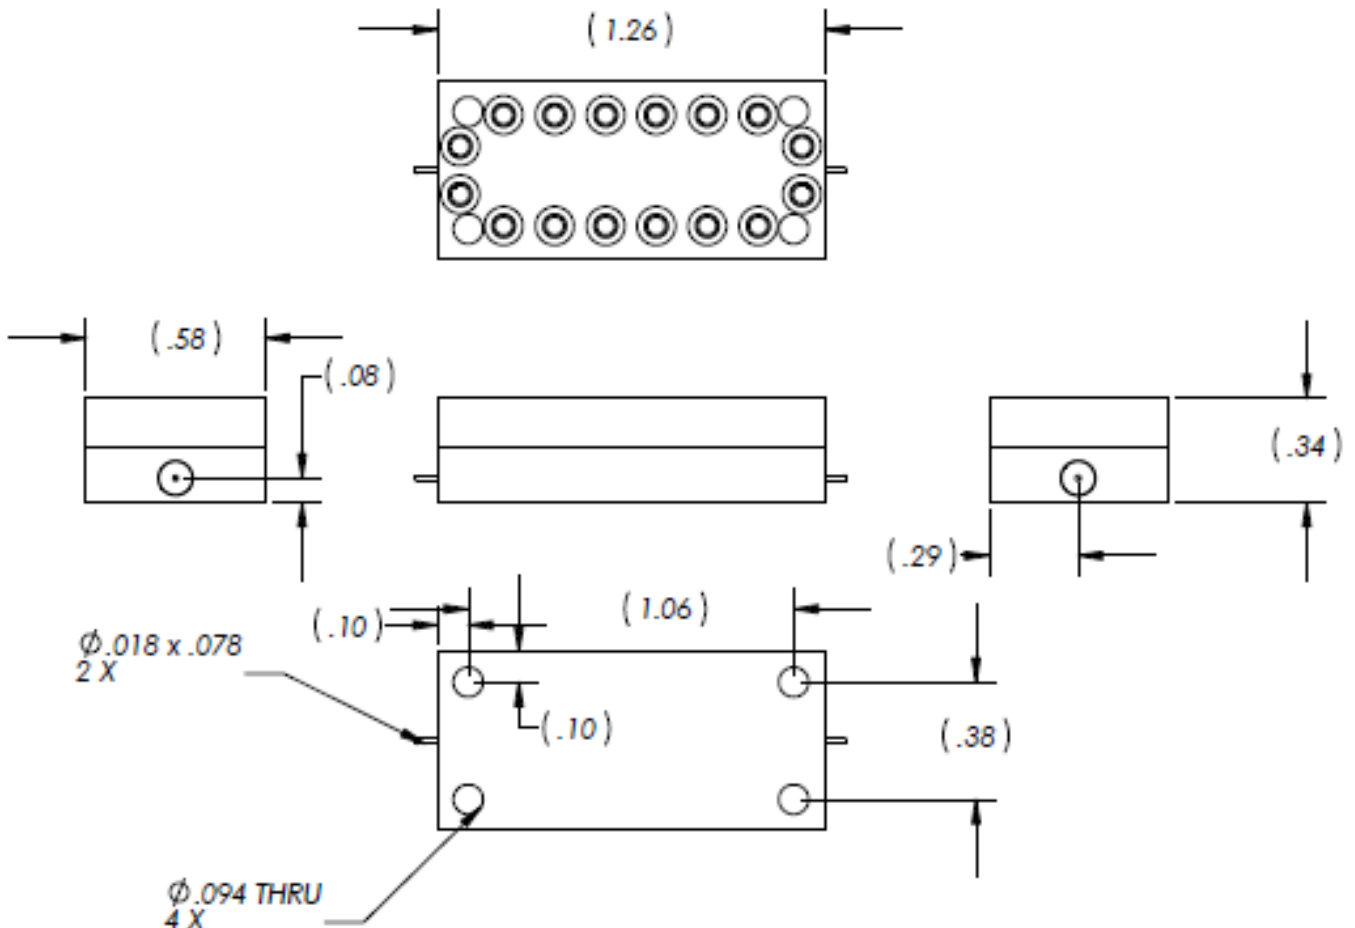 ( 1.26 )
( .58 )
( .08 )
( .34 )
( .29 )
( 1.06 )
( .10 )
Ø.018 x .078
2 X
( .10 )
( .38 )
Ø.094 THRU
4 X